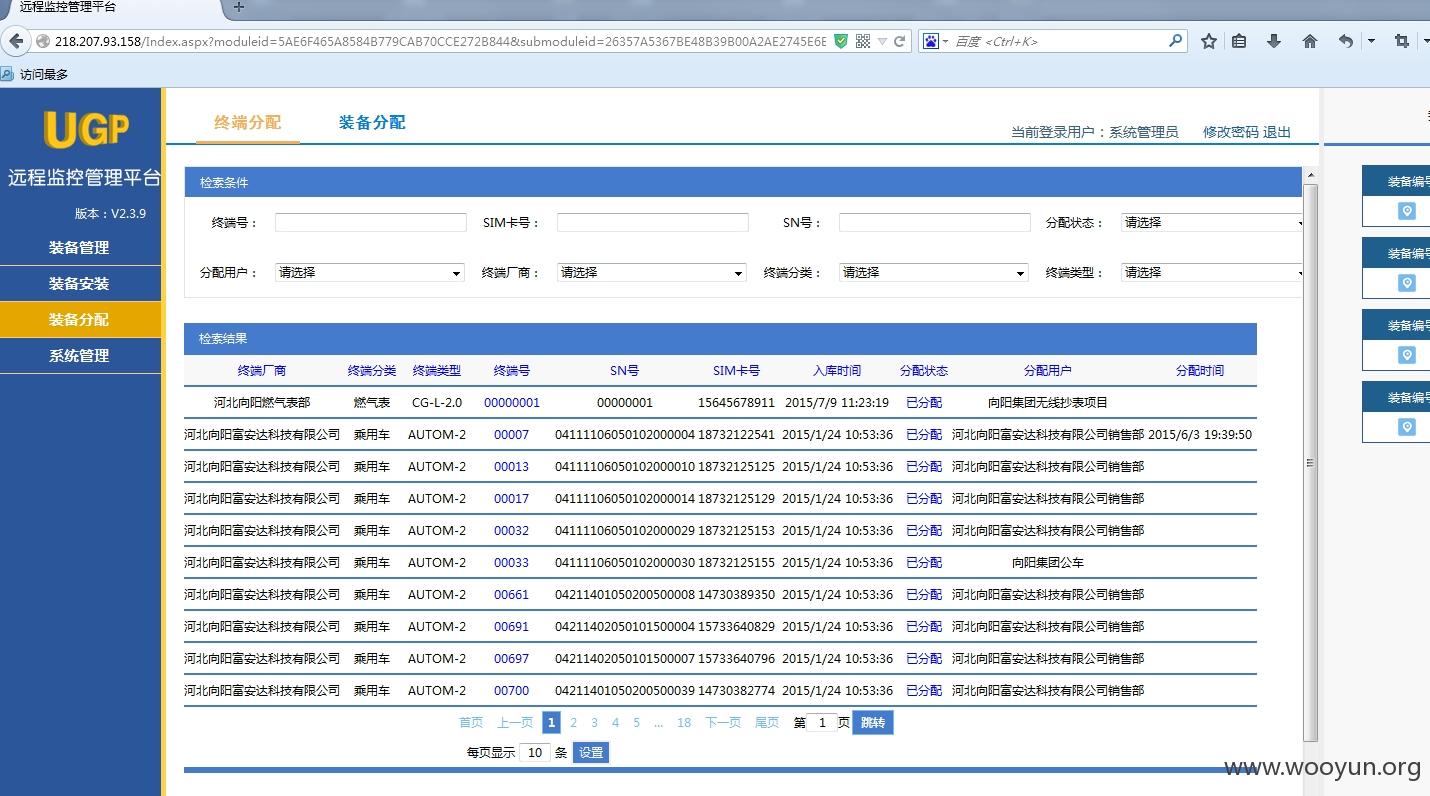 远程监控管理平台
218.207.93.158/Index.aspx?moduleid=5AE6F465A8584B779CAB70CCE272B844&submoduleid=26357A5367BE48B39B00A2AE2745E6E
百度 <Ctrl+K>
访问最多
UGP
远程监控管理平台
版本：V2.3.9
装备管理
装备安装
装备分配
系统管理
终端分配 装备分配
当前登录用户：系统管理员 修改密码 退出
检索条件
终端号： SIM卡号： SN号： 分配状态： 请选择
分配用户： 请选择 终端厂商： 请选择 终端分类： 请选择 终端类型： 请选择
检索结果
终端厂商 终端分类 终端类型 终端号 SN号 SIM卡号 入库时间 分配状态 分配用户 分配时间
河北向阳燃气表部 燃气表 CG-L-2.0 00000001 00000001 15645678911 2015/7/9 11:23:19 已分配 向阳集团无线抄表项目
河北向阳富安达科技有限公司 乘用车 AUTOM-2 00007 04111106050102000004 18732122541 2015/1/24 10:53:36 已分配 河北向阳富安达科技有限公司销售部 2015/6/3 19:39:50
河北向阳富安达科技有限公司 乘用车 AUTOM-2 00013 04111106050102000010 18732125125 2015/1/24 10:53:36 已分配 河北向阳富安达科技有限公司销售部
河北向阳富安达科技有限公司 乘用车 AUTOM-2 00017 04111106050102000014 18732125129 2015/1/24 10:53:36 已分配 河北向阳富安达科技有限公司销售部
河北向阳富安达科技有限公司 乘用车 AUTOM-2 00032 04111106050102000029 18732125153 2015/1/24 10:53:36 已分配 河北向阳富安达科技有限公司销售部
河北向阳富安达科技有限公司 乘用车 AUTOM-2 00033 04111106050102000030 18732125155 2015/1/24 10:53:36 已分配 向阳集团公车
河北向阳富安达科技有限公司 乘用车 AUTOM-2 00661 04211401050200500008 14730389350 2015/1/24 10:53:36 已分配 河北向阳富安达科技有限公司销售部
河北向阳富安达科技有限公司 乘用车 AUTOM-2 00691 04211402050101500004 15733640829 2015/1/24 10:53:36 已分配 河北向阳富安达科技有限公司销售部
河北向阳富安达科技有限公司 乘用车 AUTOM-2 00697 04211402050101500007 15733640796 2015/1/24 10:53:36 已分配 河北向阳富安达科技有限公司销售部
河北向阳富安达科技有限公司 乘用车 AUTOM-2 00700 04211401050200500039 14730382774 2015/1/24 10:53:36 已分配 河北向阳富安达科技有限公司销售部
首页 上一页 1 2 3 4 5 ... 18 下一页 尾页 第 1 页 跳转
每页显示 10 条 设置
装备编号
装备编号
装备编号
装备编号
www.wooyun.org